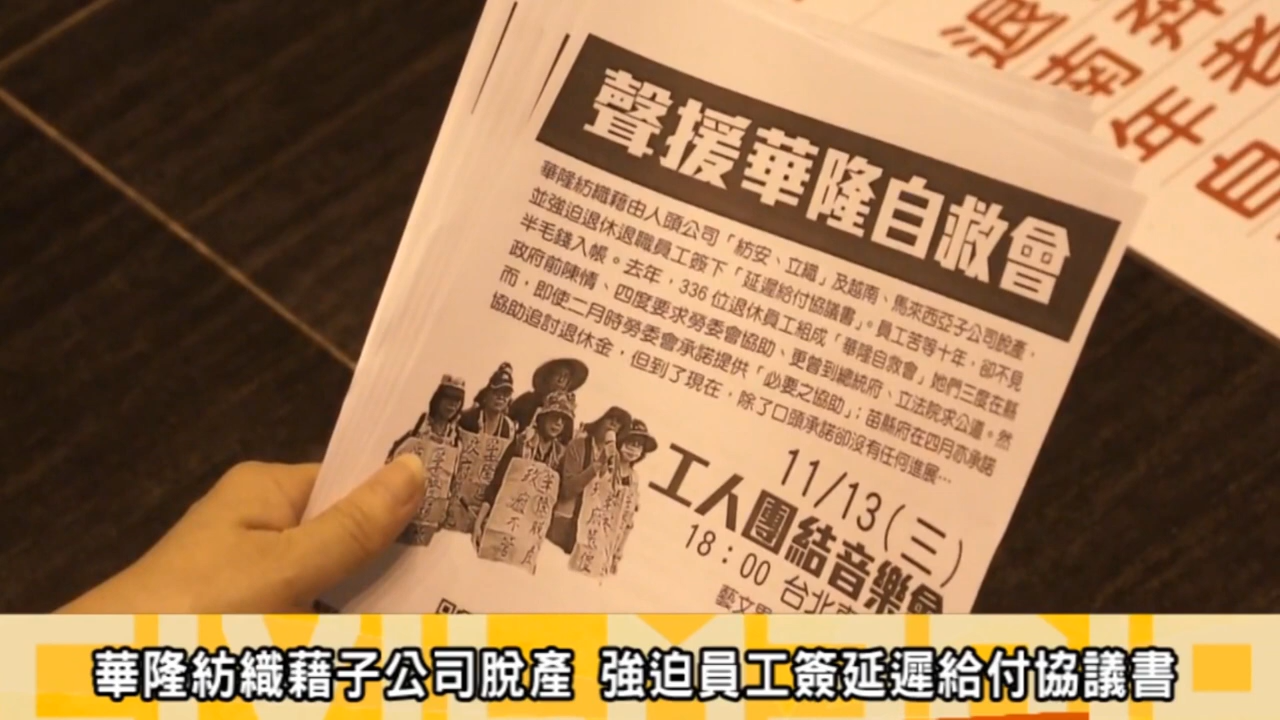 聲援華隆自救會
華隆紡織藉由人頭公司「紡安、立織」及越南、馬來西亞子公司脫產，
並強迫退休退職員工簽下「延遲給付協議書」。員工苦等十年，卻不見
半毛錢入帳。去年，336位退休員工組成「華隆自救會」她們三度在縣
政府前陳情、四度要求勞委會協助、更曾到總統府、立法院求公道。然
而，即使二月時勞委會承諾提供「必要之協助」；苗縣府在四月亦承諾
協助追討退休金，但到了現在，除了口頭承諾卻沒有任何進展…
11/13(三)
工人團結音樂會
18：00 台北
藝文
退
南
年 老
自
華隆紡織藉子公司脫產 強迫員工簽延遲給付協議書